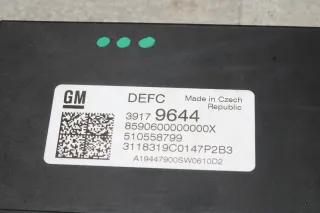 GM
DEFC
Made in Czech
Republic
3917 9644
8590600000000X
510558799
3118319C0147P2B3
A19447900SW0610D2